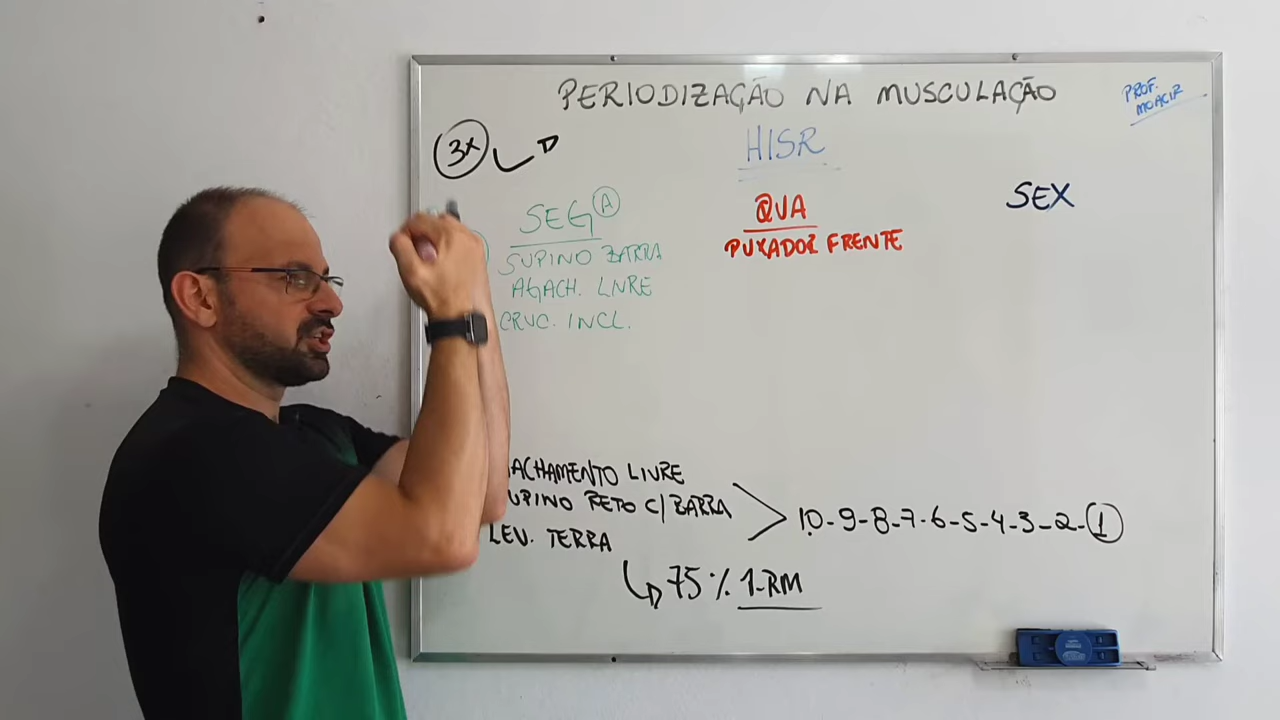 PERIODIZAÇÃO NA MUSCULAÇÃO
PROF.
MOACIR
HISR
3X
SEG A
SUPINO BARRA
AGACH. LIVRE
CRUC. INCL.
QUA
PUXADOR FRENTE
SEX
ACHAMENTO LIVRE
UPINO RETO C/ BARRA
LEV. TERRA
10-9-8-7-6-5-4-3-2-1
75% 1-RM